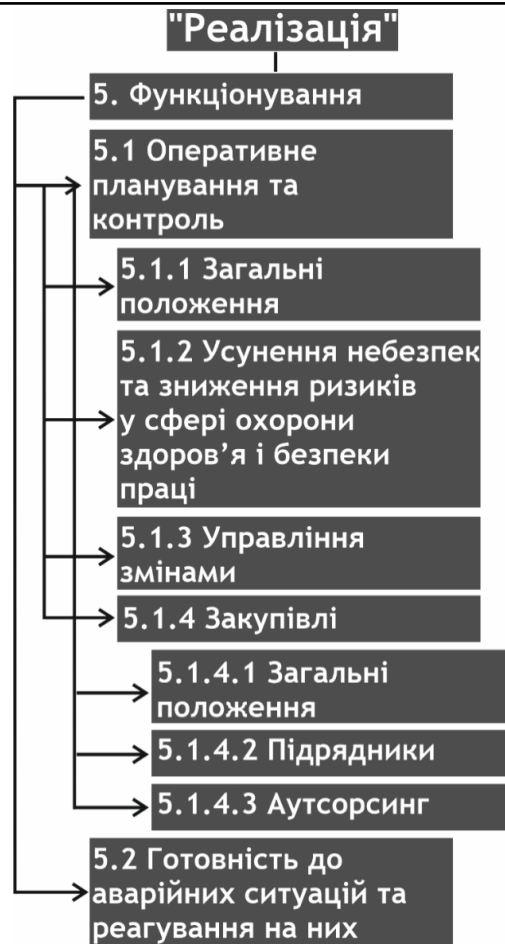 "Реалізація"
5. Функціонування
5.1 Оперативне
планування та
контроль
5.1.1 Загальні
положення
5.1.2 Усунення небезпек
та зниження ризиків
у сфері охорони
здоров’я і безпеки
праці
5.1.3 Управління
змінами
5.1.4 Закупівлі
5.1.4.1 Загальні
положення
5.1.4.2 Підрядники
5.1.4.3 Аутсорсинг
5.2 Готовність до
аварійних ситуацій та
реагування на них